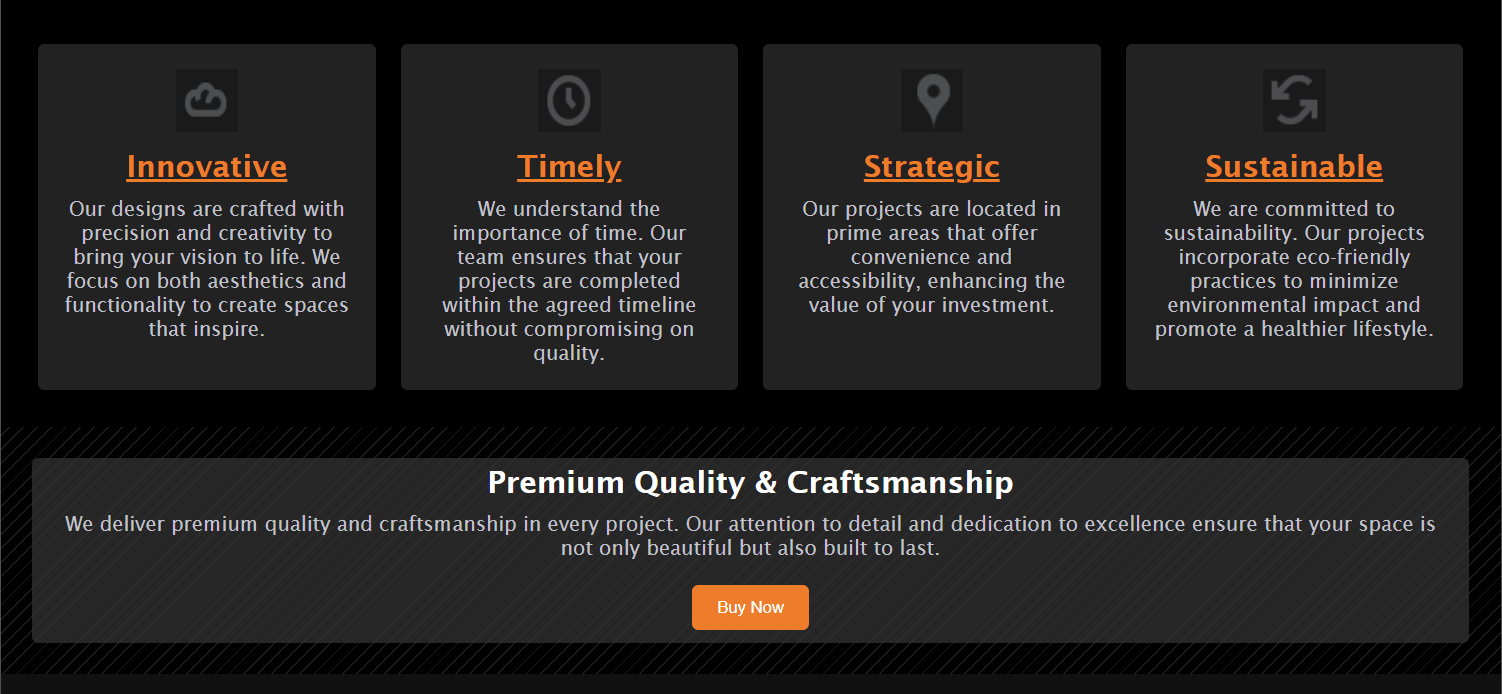 Innovative
Our designs are crafted with
precision and creativity to
bring your vision to life. We
focus on both aesthetics and
functionality to create spaces
that inspire.
Timely
We understand the
importance of time. Our
team ensures that your
projects are completed
within the agreed timeline
without compromising on
quality.
Strategic
Our projects are located in
prime areas that offer
convenience and
accessibility, enhancing the
value of your investment.
Sustainable
We are committed to
sustainability. Our projects
incorporate eco-friendly
practices to minimize
environmental impact and
promote a healthier lifestyle.
Premium Quality & Craftsmanship
We deliver premium quality and craftsmanship in every project. Our attention to detail and dedication to excellence ensure that your space is
not only beautiful but also built to last.
Buy Now